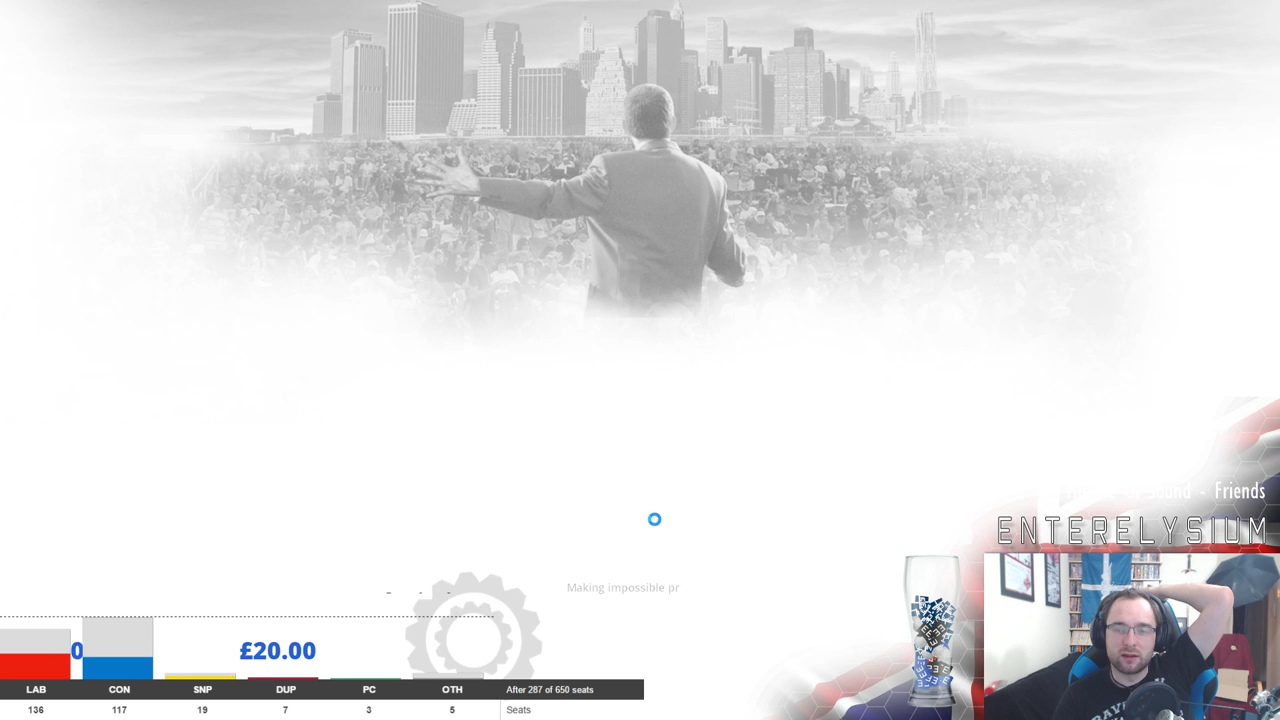 Sound - Friends
ENTERELYSIUM
Making impossible pr
0
£20.00
LAB CON SNP DUP PC OTH After 287 of 650 seats
136 117 19 7 3 5 Seats